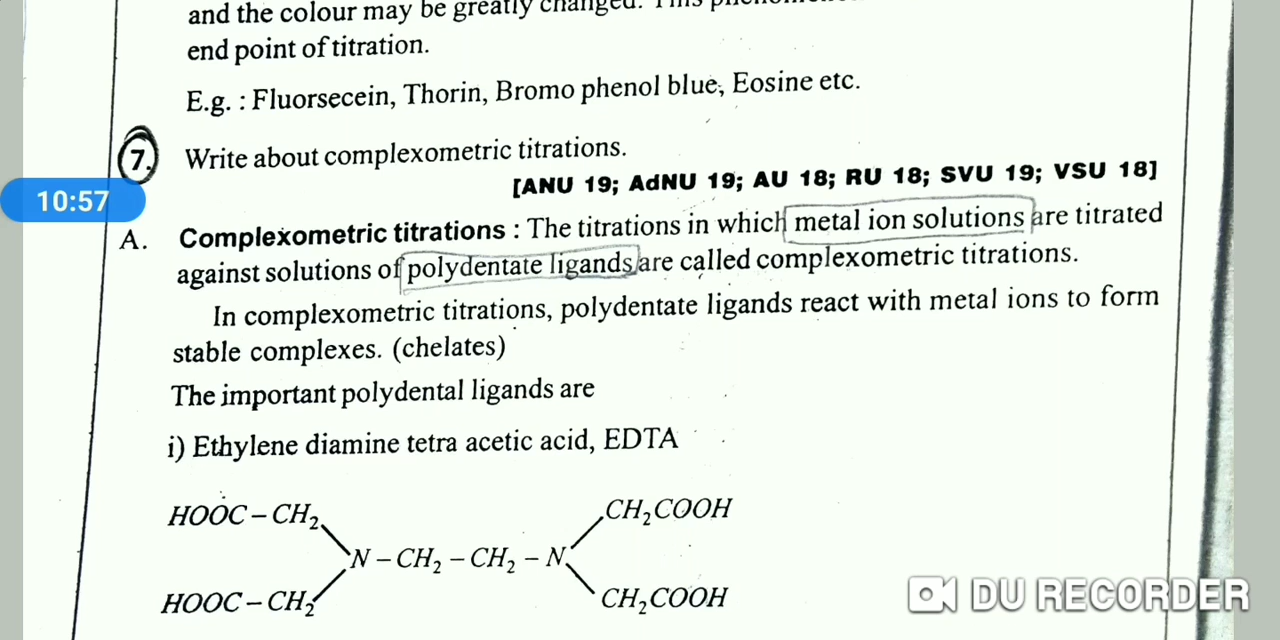 and the colour may be greatly changed. This
end point of titration.
E.g. : Fluorsecein, Thorin, Bromo phenol blue, Eosine etc.
7. Write about complexometric titrations.
[ANU 19; AdNU 19; AU 18; RU 18; SVU 19; VSU 18]
10:57
A. Complexometric titrations : The titrations in which metal ion solutions are titrated
against solutions of polydentate ligands are called complexometric titrations.
In complexometric titrations, polydentate ligands react with metal ions to form
stable complexes. (chelates)
The important polydental ligands are
i) Ethylene diamine tetra acetic acid, EDTA
HOOC – CH₂ CH₂COOH
N – CH₂ – CH₂ – N
HOOC – CH₂ CH₂COOH
DU RECORDER